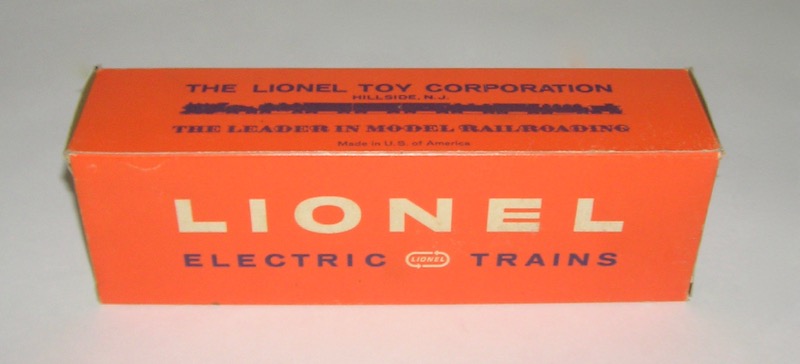 THE LIONEL TOY CORPORATION
HILLSIDE, N.J.
THE LEADER IN MODEL RAILROADING
Made in U.S. of America
LIONEL
ELECTRIC LIONEL TRAINS